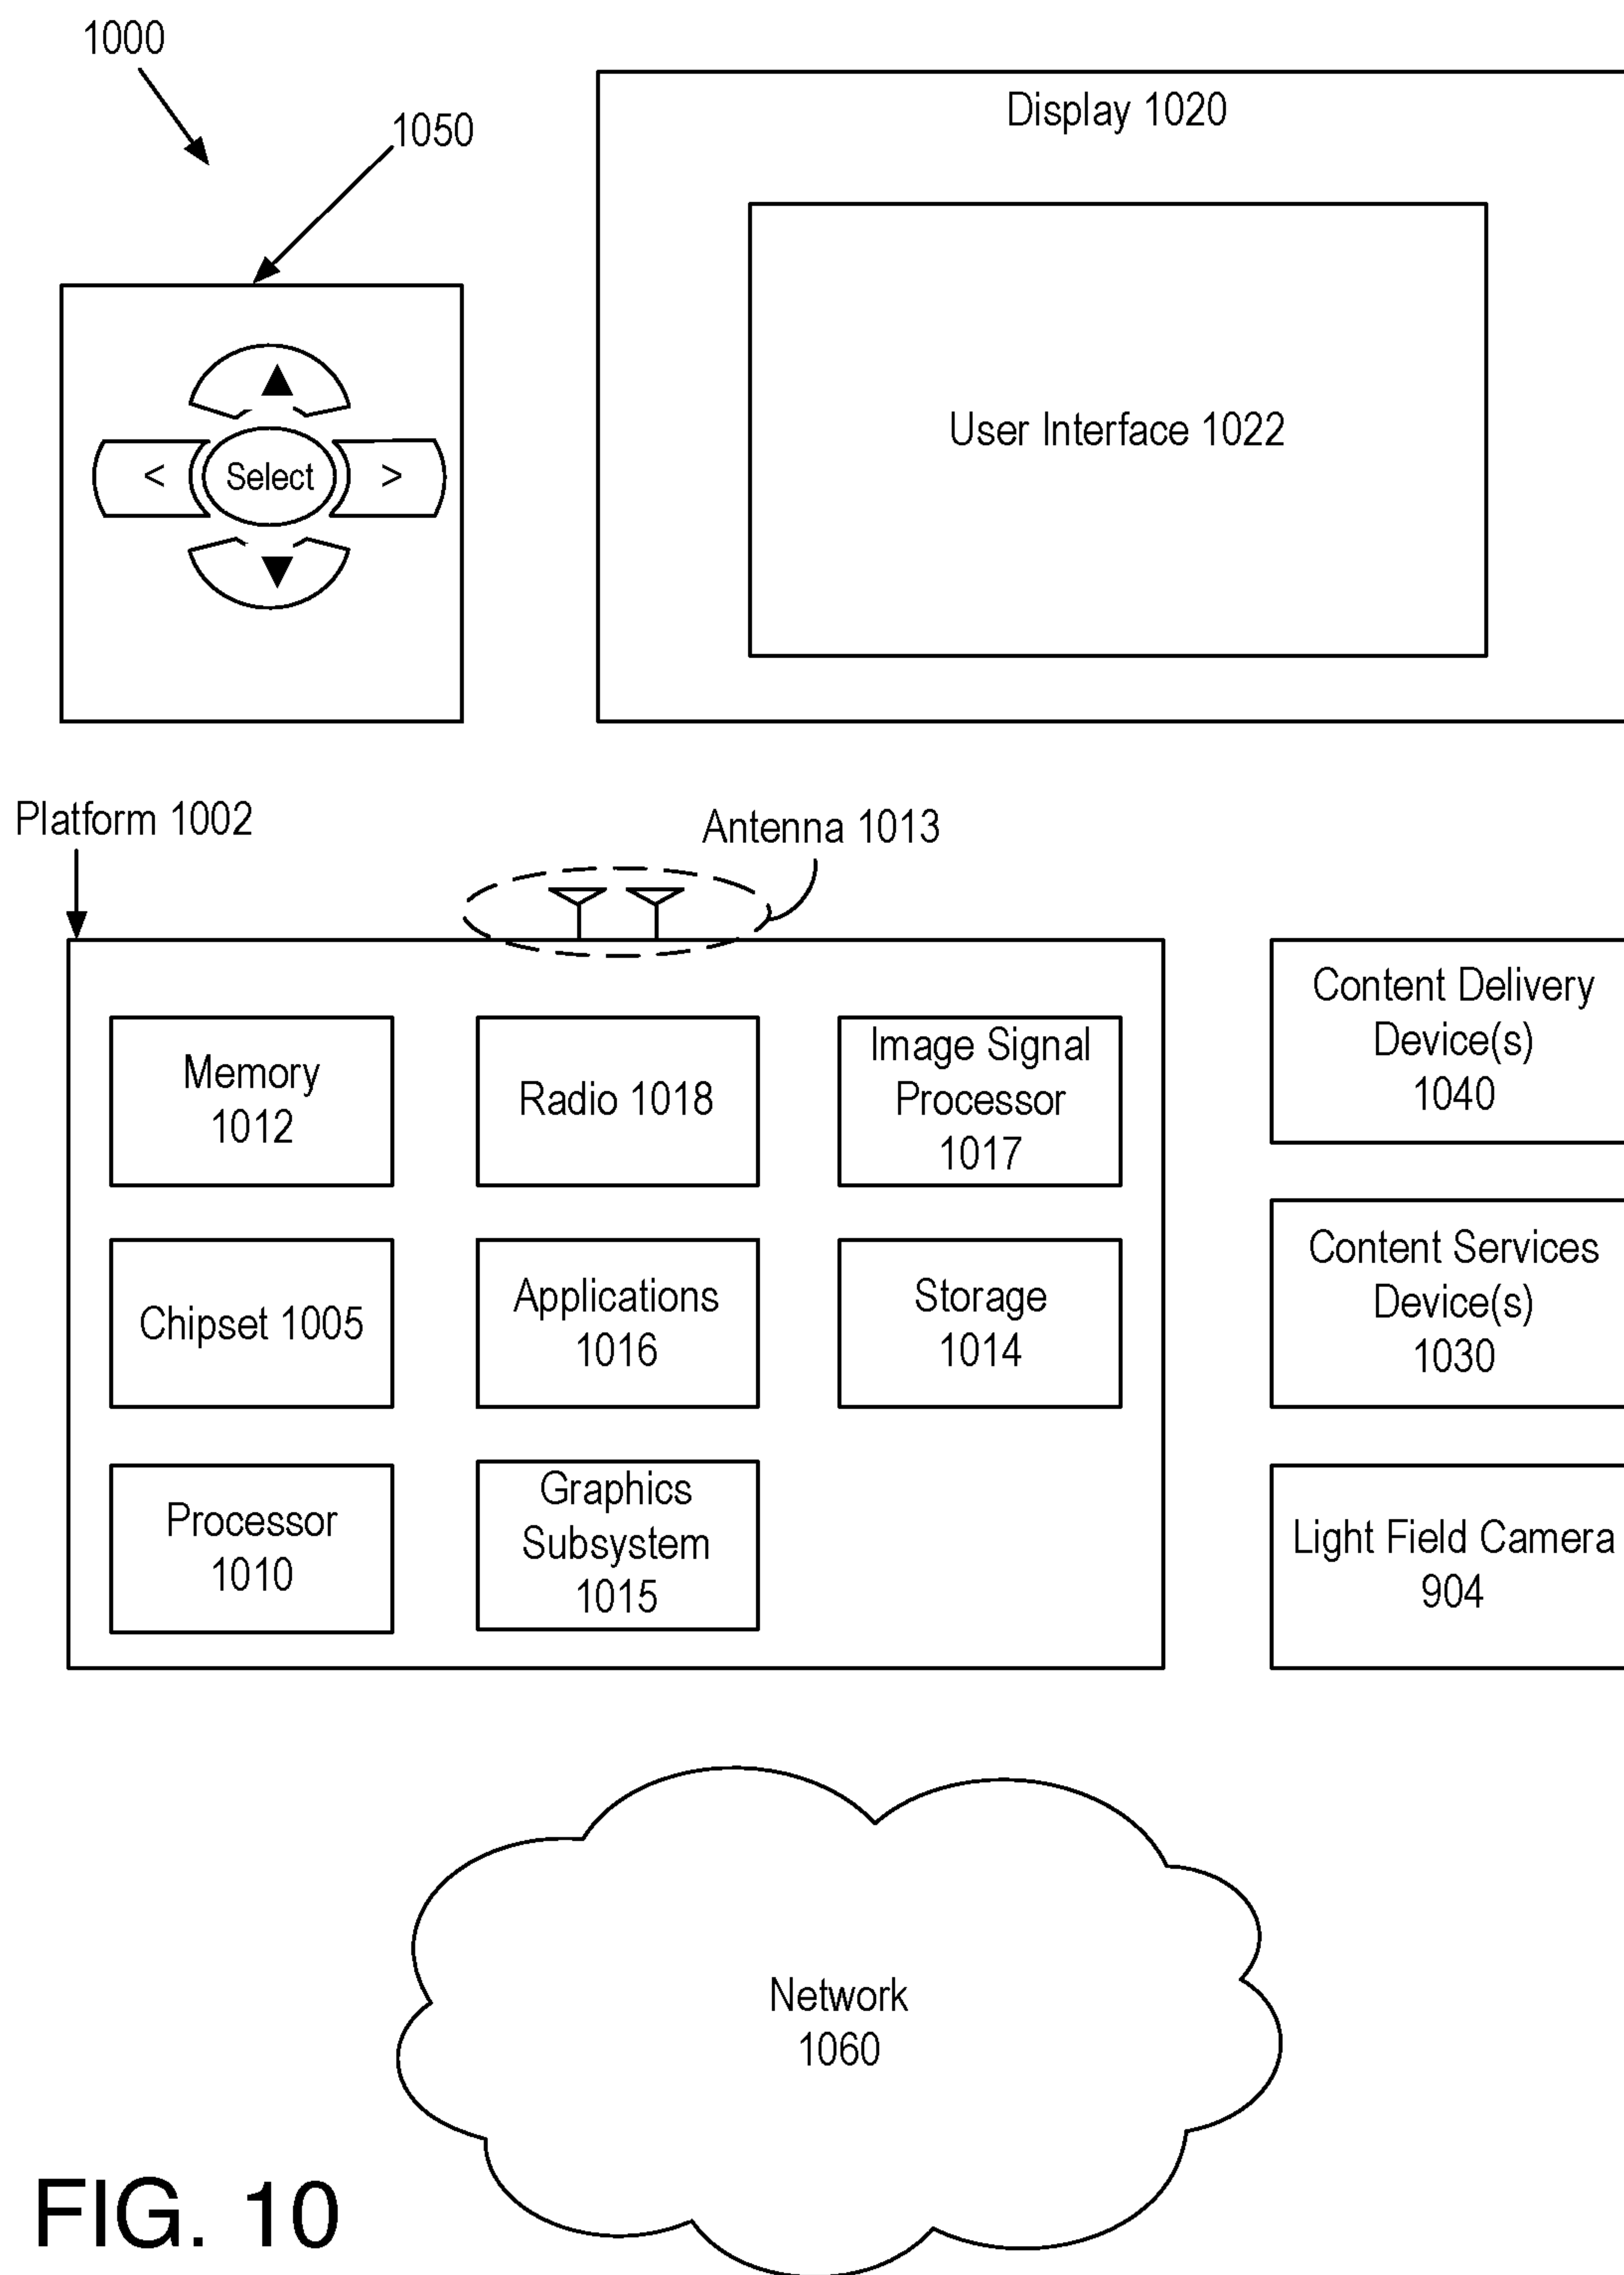 1000
1050
Display 1020
User Interface 1022
<
Select
>
Platform 1002
Antenna 1013
Memory
1012
Radio 1018
Image Signal
Processor
1017
Chipset 1005
Applications
1016
Storage
1014
Processor
1010
Graphics
Subsystem
1015
Content Delivery
Device(s)
1040
Content Services
Device(s)
1030
Light Field Camera
904
Network
1060
FIG. 10